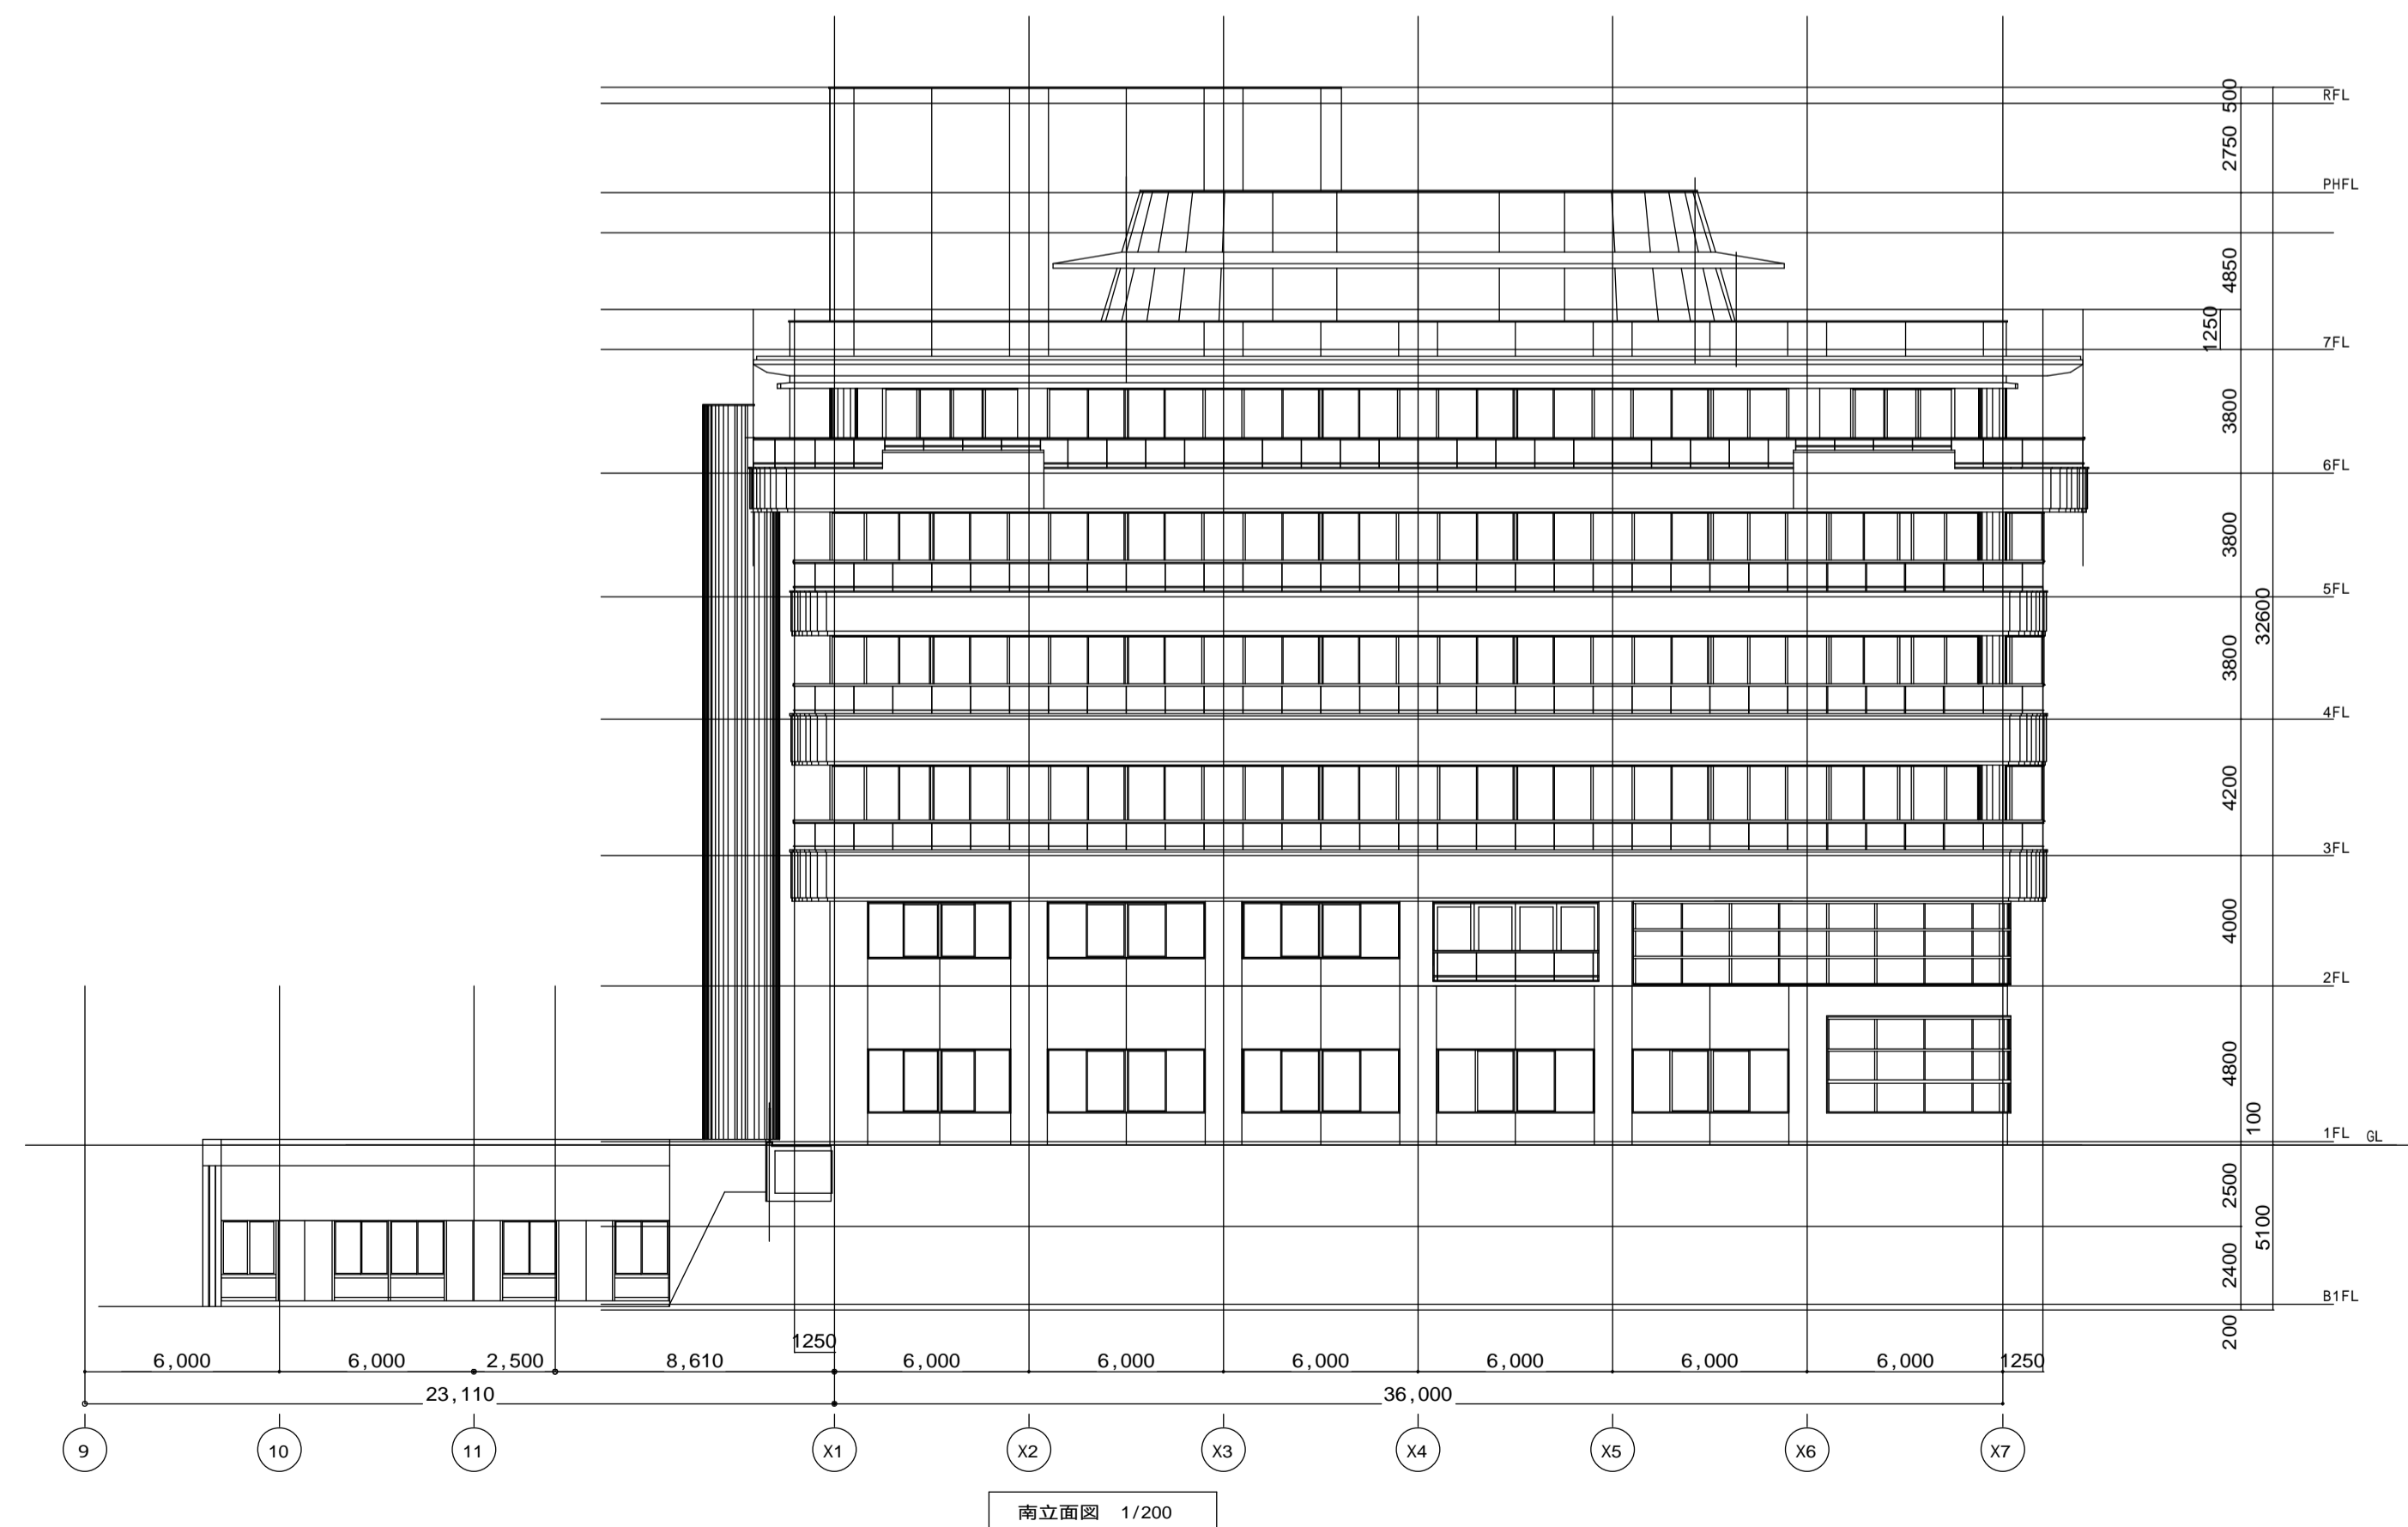 500
RFL
2750
PHFL
4850
1250
7FL
3800
6FL
3800
5FL
32600
3800
4FL
4200
3FL
4000
2FL
4800
100
1FL GL
2500
5100
2400
B1FL
200
1250
6,000 6,000 2,500 8,610 6,000 6,000 6,000 6,000 6,000 6,000 1250
23,110 36,000
9 10 11 X1 X2 X3 X4 X5 X6 X7
南立面図 1/200